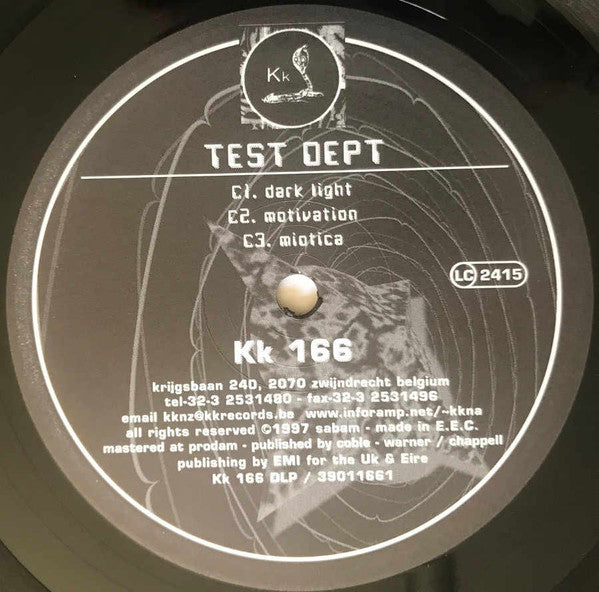 Kk
TEST DEPT
C1. dark light
C2. motivation
C3. miotica
LC 2415
Kk 166
krijgsbaan 240, 2070 zwijndrecht belgium
tel-32-3 2531480 - fax-32-3 2531496
email kknz@kkrecords.be www.inforamp.net/~kkna
all rights reserved ©1997 sabam - made in E.E.C.
mastered at prodam - published by coble - warner / chappell
publishing by EMI for the Uk & Eire
Kk 166 DLP / 39011661